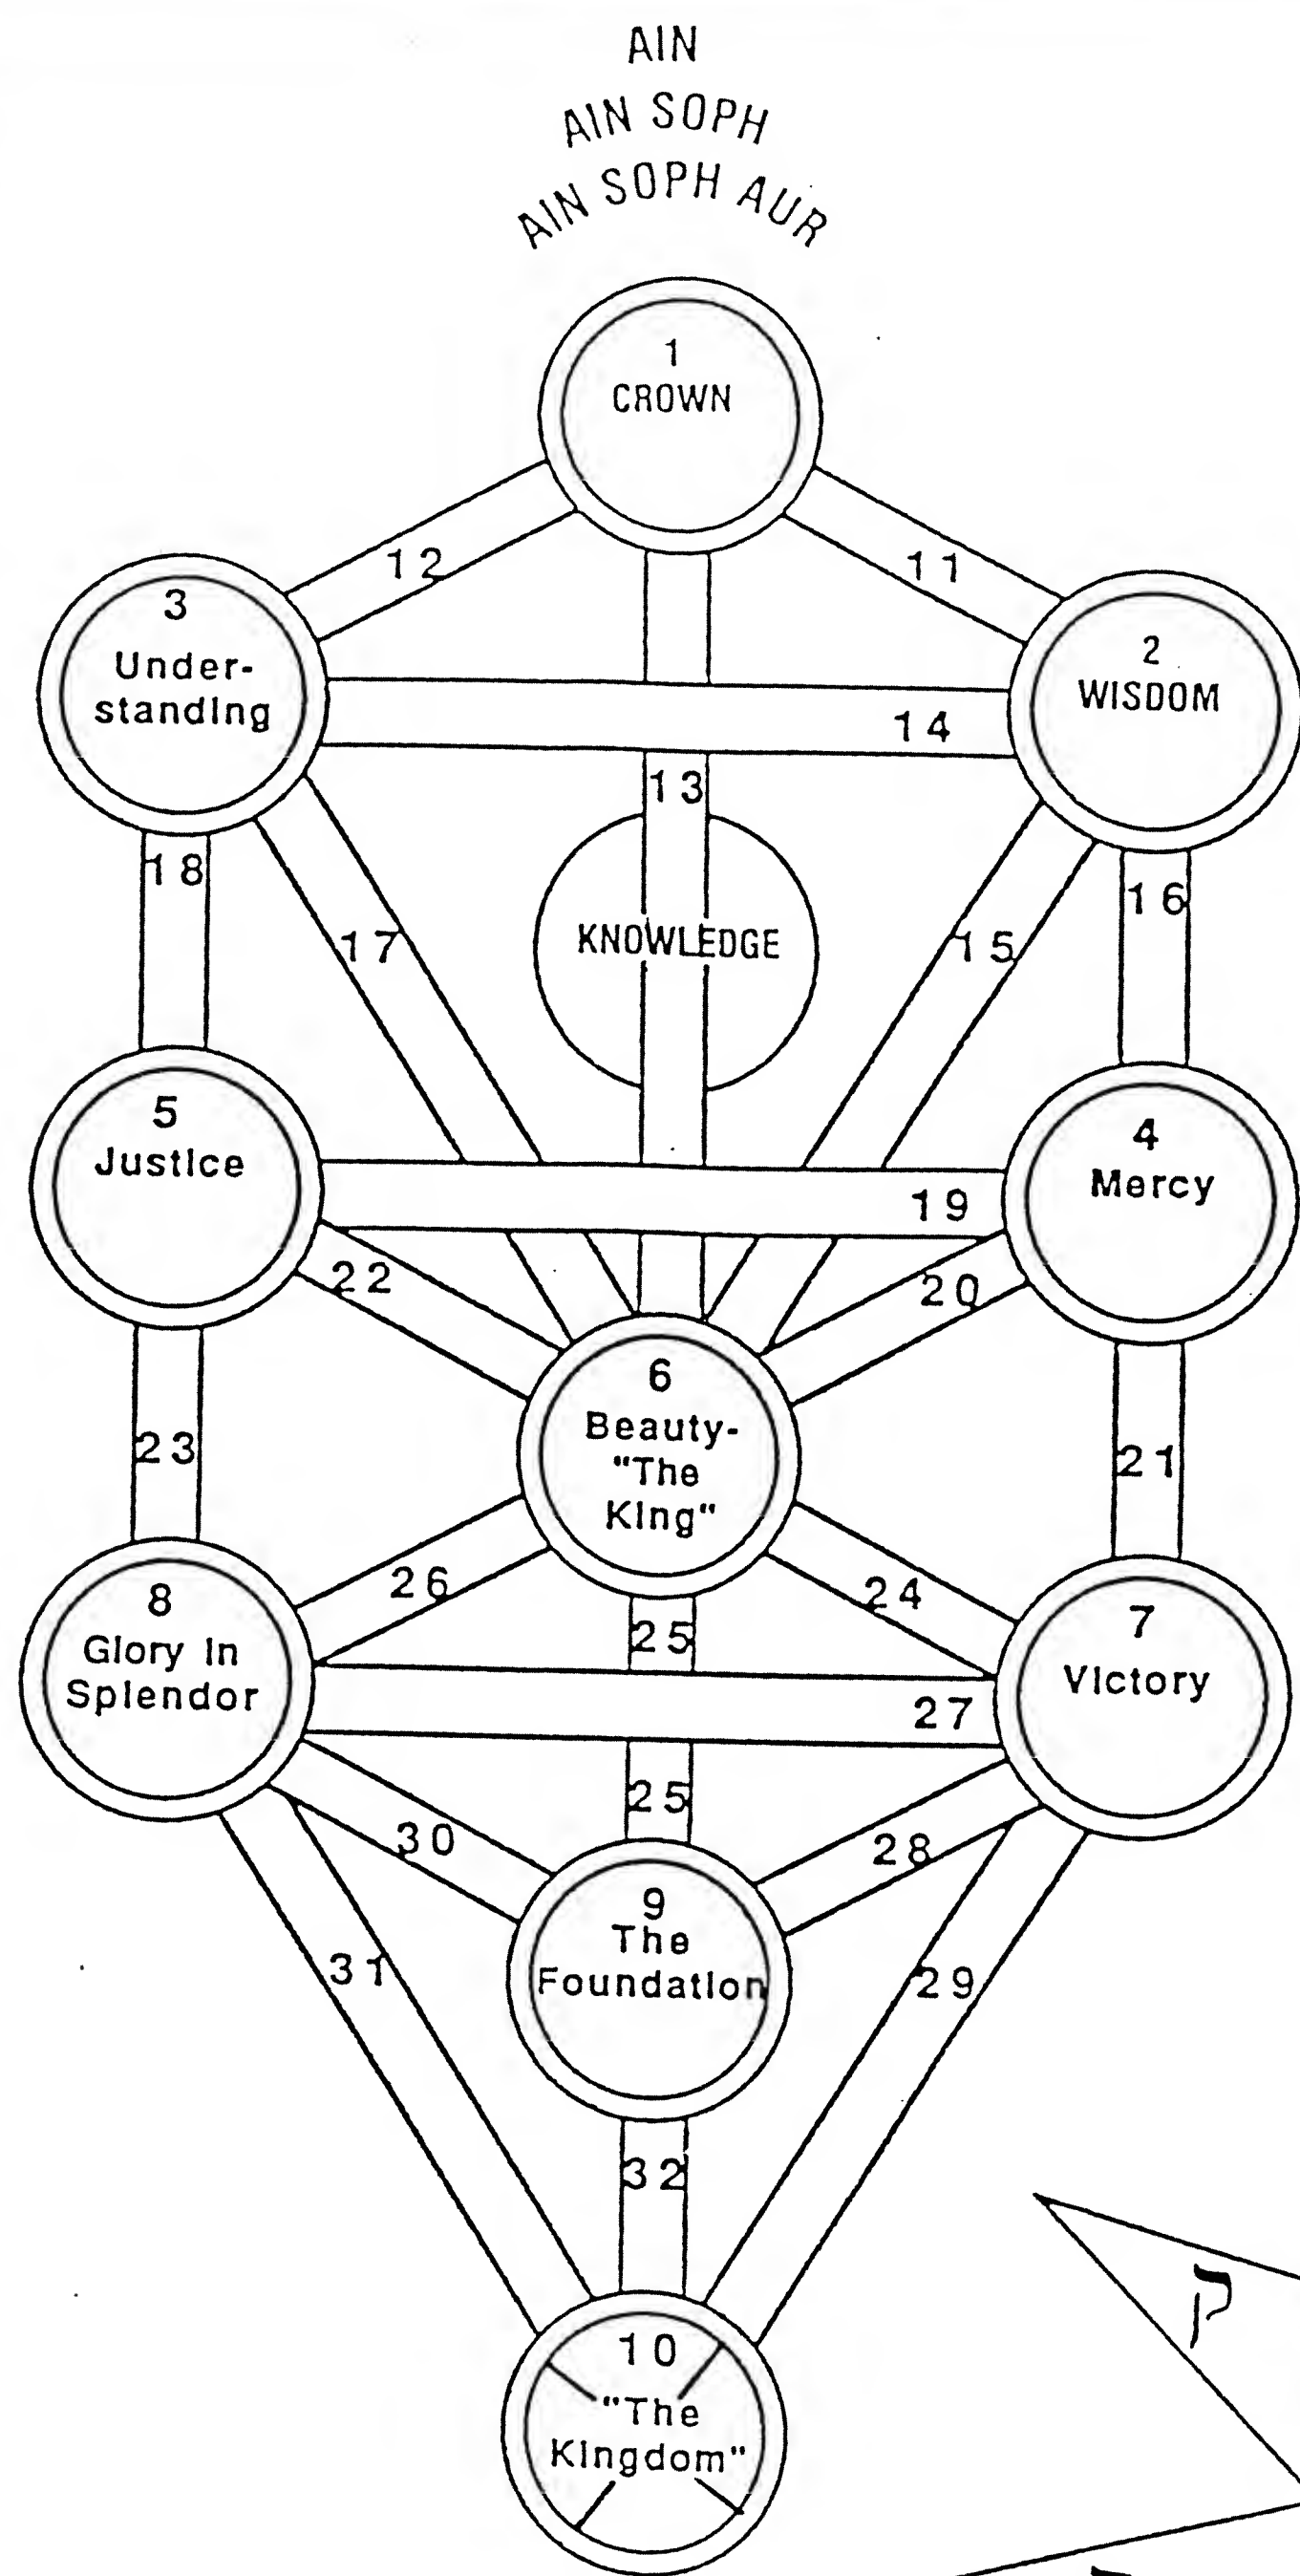 AIN
AIN SOPH
AIN SOPH AUR
1
CROWN
12
11
3
Under-
standing
2
WISDOM
14
13
18
16
17
KNOWLEDGE
15
5
Justice
4
Mercy
19
22
20
6
Beauty-
"The
King"
23
21
26
24
8
Glory in
Splendor
25
7
Victory
27
25
30
28
9
The
Foundation
31
29
32
ק
10
"The
Kingdom"